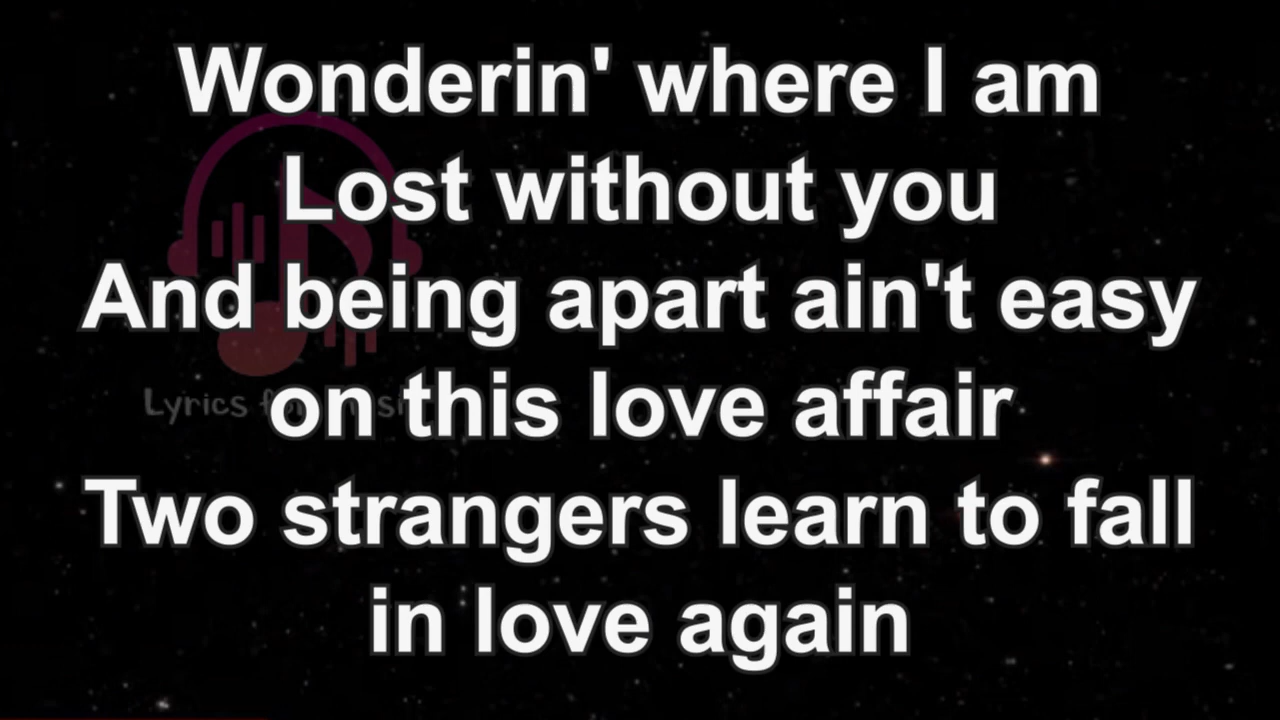 Wonderin' where I am
Lost without you
And being apart ain't easy
on this love affair
Two strangers learn to fall
in love again
Lyrics